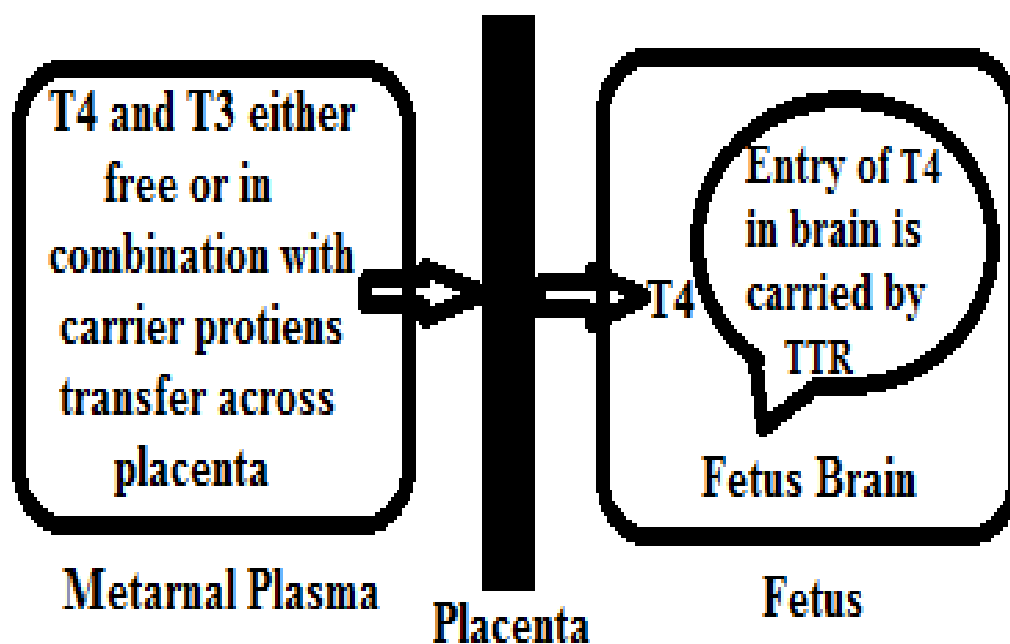 T4 and T3 either
free or in
combination with
carrier protiens
transfer across
placenta
Metarnal Plasma
Placenta
T4
Entry of T4
in brain is
carried by
TTR
Fetus Brain
Fetus